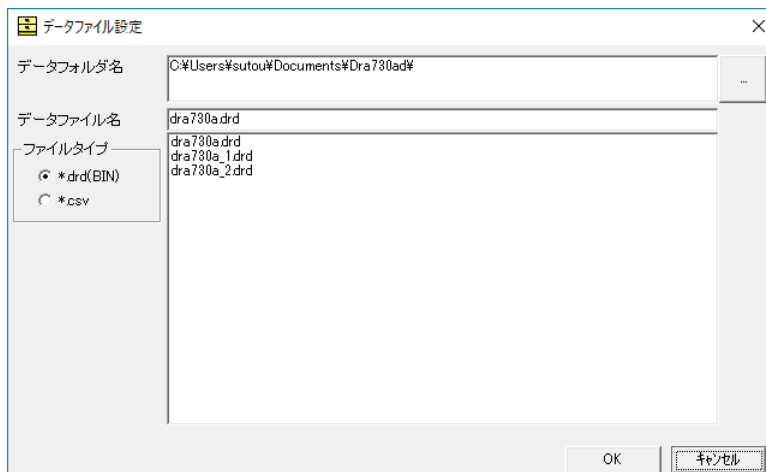 データファイル設定
データフォルダ名
C:¥Users¥sutou¥Documents¥Dra730ad¥
...
データファイル名
dra730a.drd
ファイルタイプ
*.drd(BIN)
*.csv
dra730a.drd
dra730a_1.drd
dra730a_2.drd
OK
キャンセル